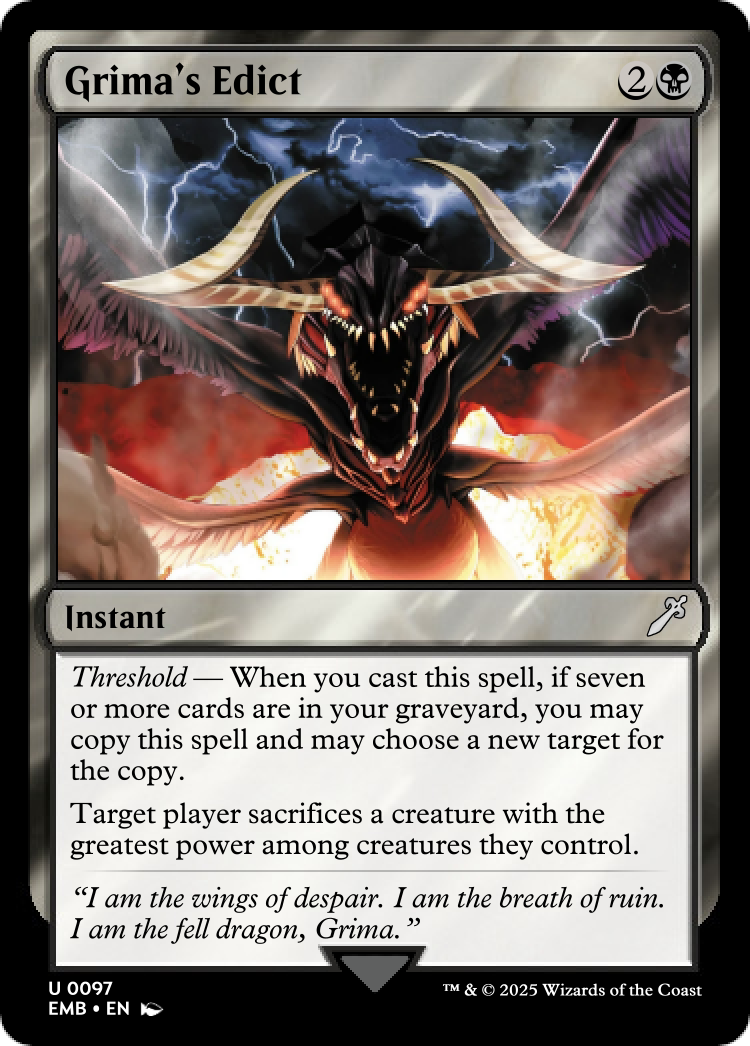 Grima's Edict 2
Instant
Threshold — When you cast this spell, if seven
or more cards are in your graveyard, you may
copy this spell and may choose a new target for
the copy.
Target player sacrifices a creature with the
greatest power among creatures they control.
“I am the wings of despair. I am the breath of ruin.
I am the fell dragon, Grima.”
U 0097
EMB • EN
™ & © 2025 Wizards of the Coast